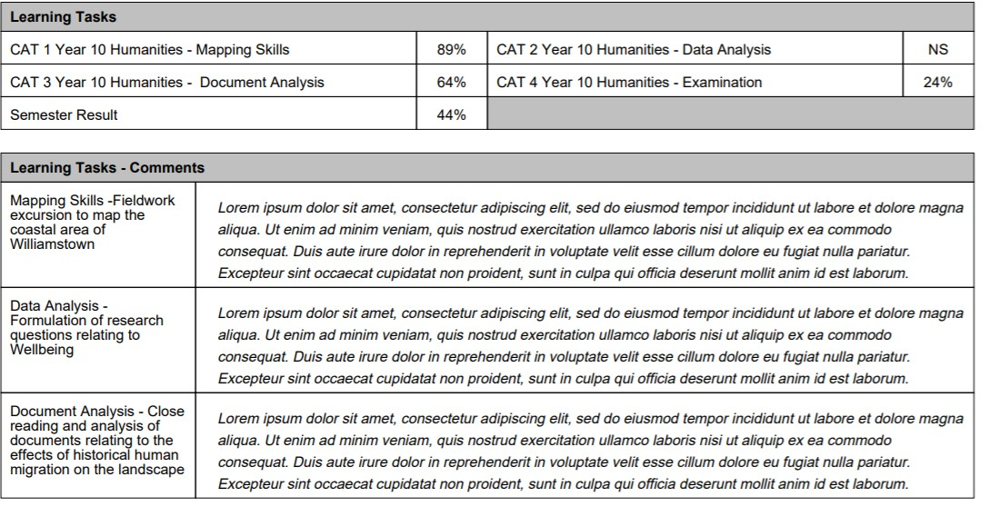 Learning Tasks
CAT 1 Year 10 Humanities - Mapping Skills 89% CAT 2 Year 10 Humanities - Data Analysis NS
CAT 3 Year 10 Humanities -  Document Analysis 64% CAT 4 Year 10 Humanities - Examination 24%
Semester Result 44%
Learning Tasks - Comments
Mapping Skills -Fieldwork
excursion to map the
coastal area of
Williamstown
Lorem ipsum dolor sit amet, consectetur adipiscing elit, sed do eiusmod tempor incididunt ut labore et dolore magna
aliqua. Ut enim ad minim veniam, quis nostrud exercitation ullamco laboris nisi ut aliquip ex ea commodo
consequat. Duis aute irure dolor in reprehenderit in voluptate velit esse cillum dolore eu fugiat nulla pariatur.
Excepteur sint occaecat cupidatat non proident, sunt in culpa qui officia deserunt mollit anim id est laborum.
Data Analysis -
Formulation of research
questions relating to
Wellbeing
Lorem ipsum dolor sit amet, consectetur adipiscing elit, sed do eiusmod tempor incididunt ut labore et dolore magna
aliqua. Ut enim ad minim veniam, quis nostrud exercitation ullamco laboris nisi ut aliquip ex ea commodo
consequat. Duis aute irure dolor in reprehenderit in voluptate velit esse cillum dolore eu fugiat nulla pariatur.
Excepteur sint occaecat cupidatat non proident, sunt in culpa qui officia deserunt mollit anim id est laborum.
Document Analysis - Close
reading and analysis of
documents relating to the
effects of historical human
migration on the landscape
Lorem ipsum dolor sit amet, consectetur adipiscing elit, sed do eiusmod tempor incididunt ut labore et dolore magna
aliqua. Ut enim ad minim veniam, quis nostrud exercitation ullamco laboris nisi ut aliquip ex ea commodo
consequat. Duis aute irure dolor in reprehenderit in voluptate velit esse cillum dolore eu fugiat nulla pariatur.
Excepteur sint occaecat cupidatat non proident, sunt in culpa qui officia deserunt mollit anim id est laborum.